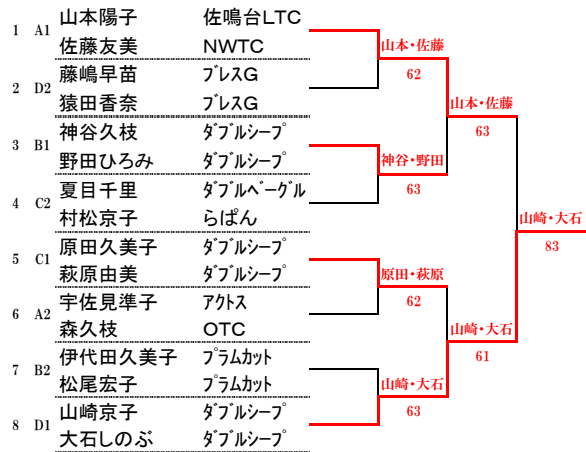 1 A1 山本陽子 佐鳴台LTC
佐藤友美 NWTC
2 D2 藤嶋早苗 ブレスG
猿田香奈 ブレスG
3 B1 神谷久枝 ダブルシープ
野田ひろみ ダブルシープ
4 C2 夏目千里 ダブルベーグル
村松京子 らぱん
5 C1 原田久美子 ダブルシープ
萩原由美 ダブルシープ
6 A2 宇佐見準子 アクトス
森久枝 OTC
7 B2 伊代田久美子 プラムカット
松尾宏子 プラムカット
8 D1 山崎京子 ダブルシープ
大石しのぶ ダブルシープ
山本・佐藤
62
神谷・野田
63
原田・萩原
62
山崎・大石
63
山本・佐藤
63
山崎・大石
61
山崎・大石
83